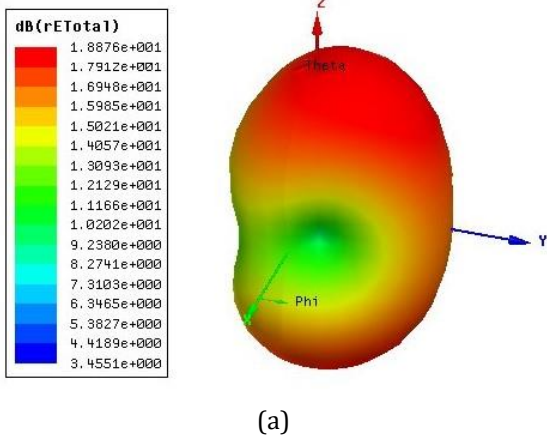 dB(rETotal)
1.8876e+001
1.7912e+001
1.6948e+001
1.5985e+001
1.5021e+001
1.4057e+001
1.3093e+001
1.2129e+001
1.1166e+001
1.0202e+001
9.2380e+000
8.2741e+000
7.3103e+000
6.3465e+000
5.3827e+000
4.4189e+000
3.4551e+000
Z
Theta
Y
Phi
X
(a)